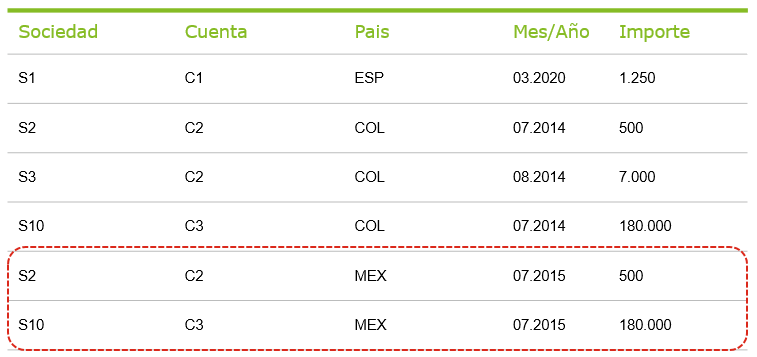 Sociedad Cuenta Pais Mes/Año Importe
S1 C1 ESP 03.2020 1.250
S2 C2 COL 07.2014 500
S3 C2 COL 08.2014 7.000
S10 C3 COL 07.2014 180.000
S2 C2 MEX 07.2015 500
S10 C3 MEX 07.2015 180.000